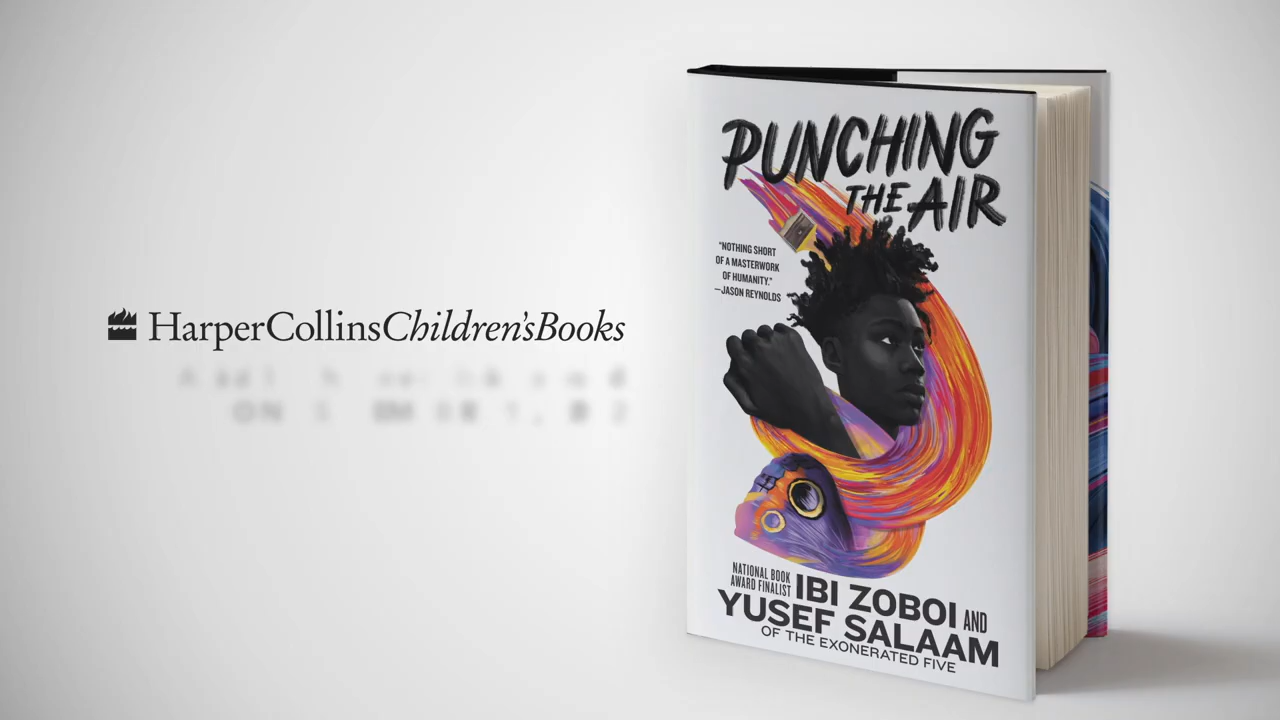 HarperCollinsChildren'sBooks
PUNCHING
THE AIR
"NOTHING SHORT
OF A MASTERWORK
OF HUMANITY."
—JASON REYNOLDS
NATIONAL BOOK
AWARD FINALIST
IBI ZOBOI AND
YUSEF SALAAM
OF THE EXONERATED FIVE